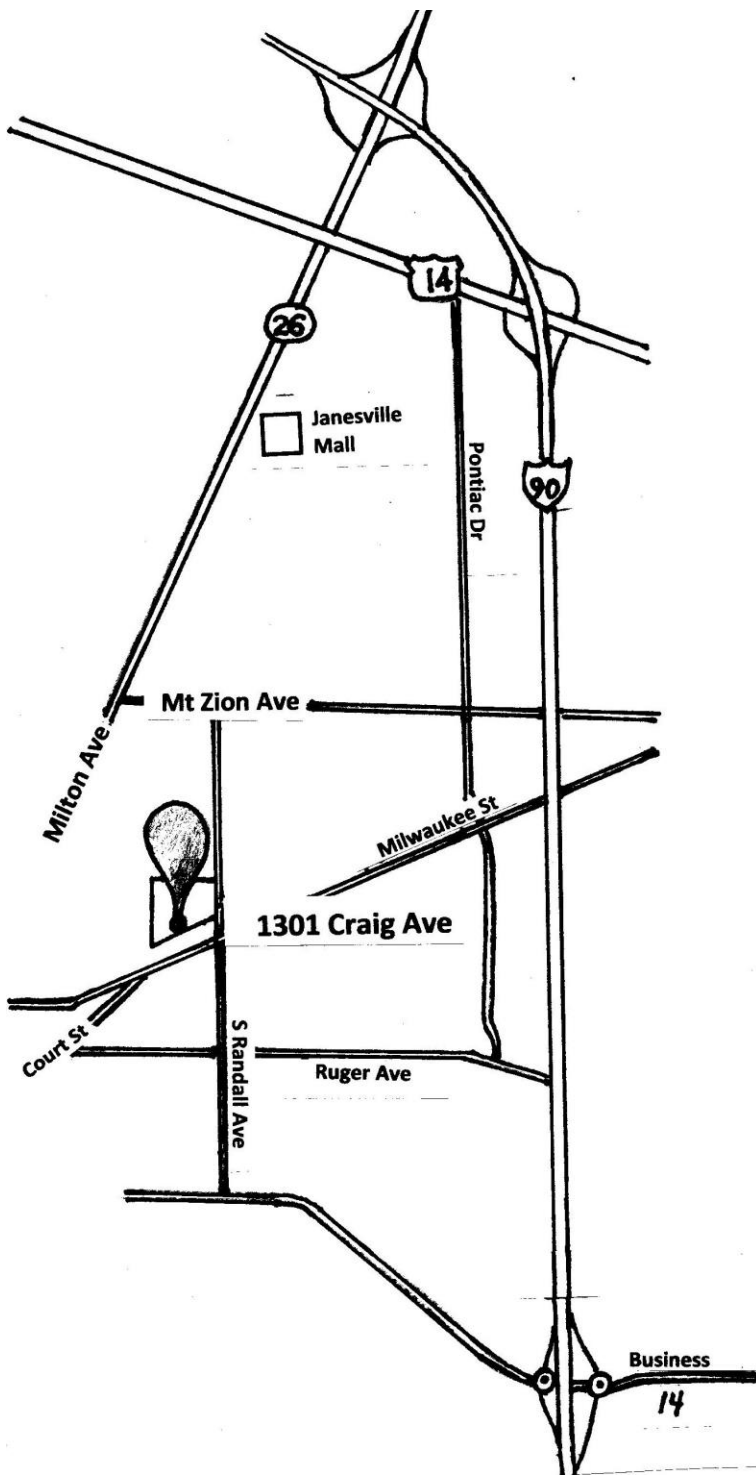 14
26
Janesville
Mall
Pontiac Dr
90
Mt Zion Ave
Milton Ave
Milwaukee St
1301 Craig Ave
Court St
S Randall Ave
Ruger Ave
Business
14